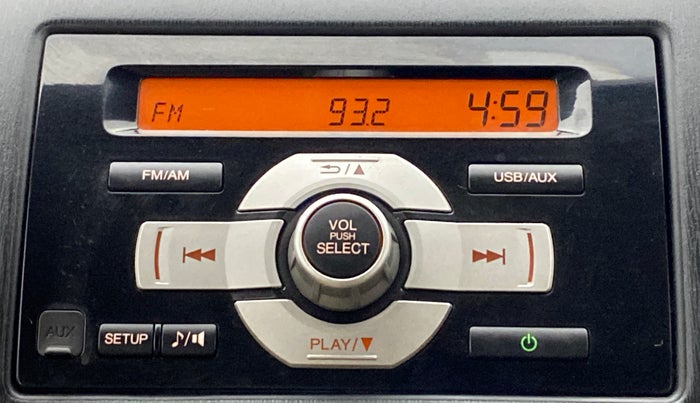 FM 93.2 4:59
FM/AM
USB/AUX
VOL
PUSH
SELECT
AUX
SETUP
PLAY/▼